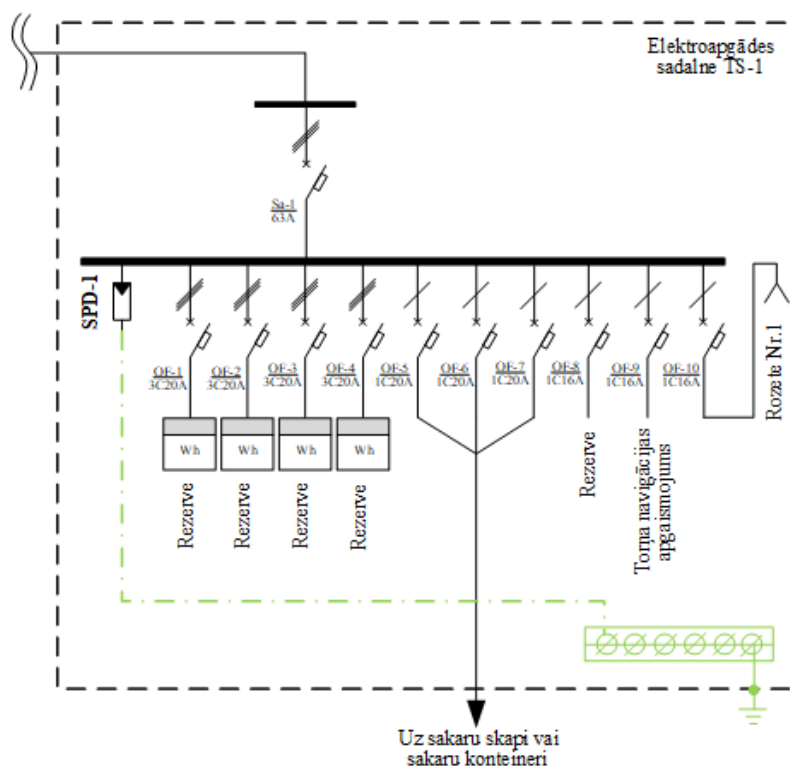 Elektroapgādes
sadalne TS-1
Sa-1
63A
SPD-1
QF-1
3C20A
QF-2
3C20A
QF-3
3C20A
QF-4
3C20A
QF-5
1C20A
QF-6
1C20A
QF-7
1C20A
QF-8
1C16A
QF-9
1C16A
QF-10
1C16A
Rozete Nr.1
Wh
Wh
Wh
Wh
Rezerve
Rezerve
Rezerve
Rezerve
Rezerve
Torņa navigācijas
apgaismojums
Uz sakaru skapi vai
sakaru konteineri